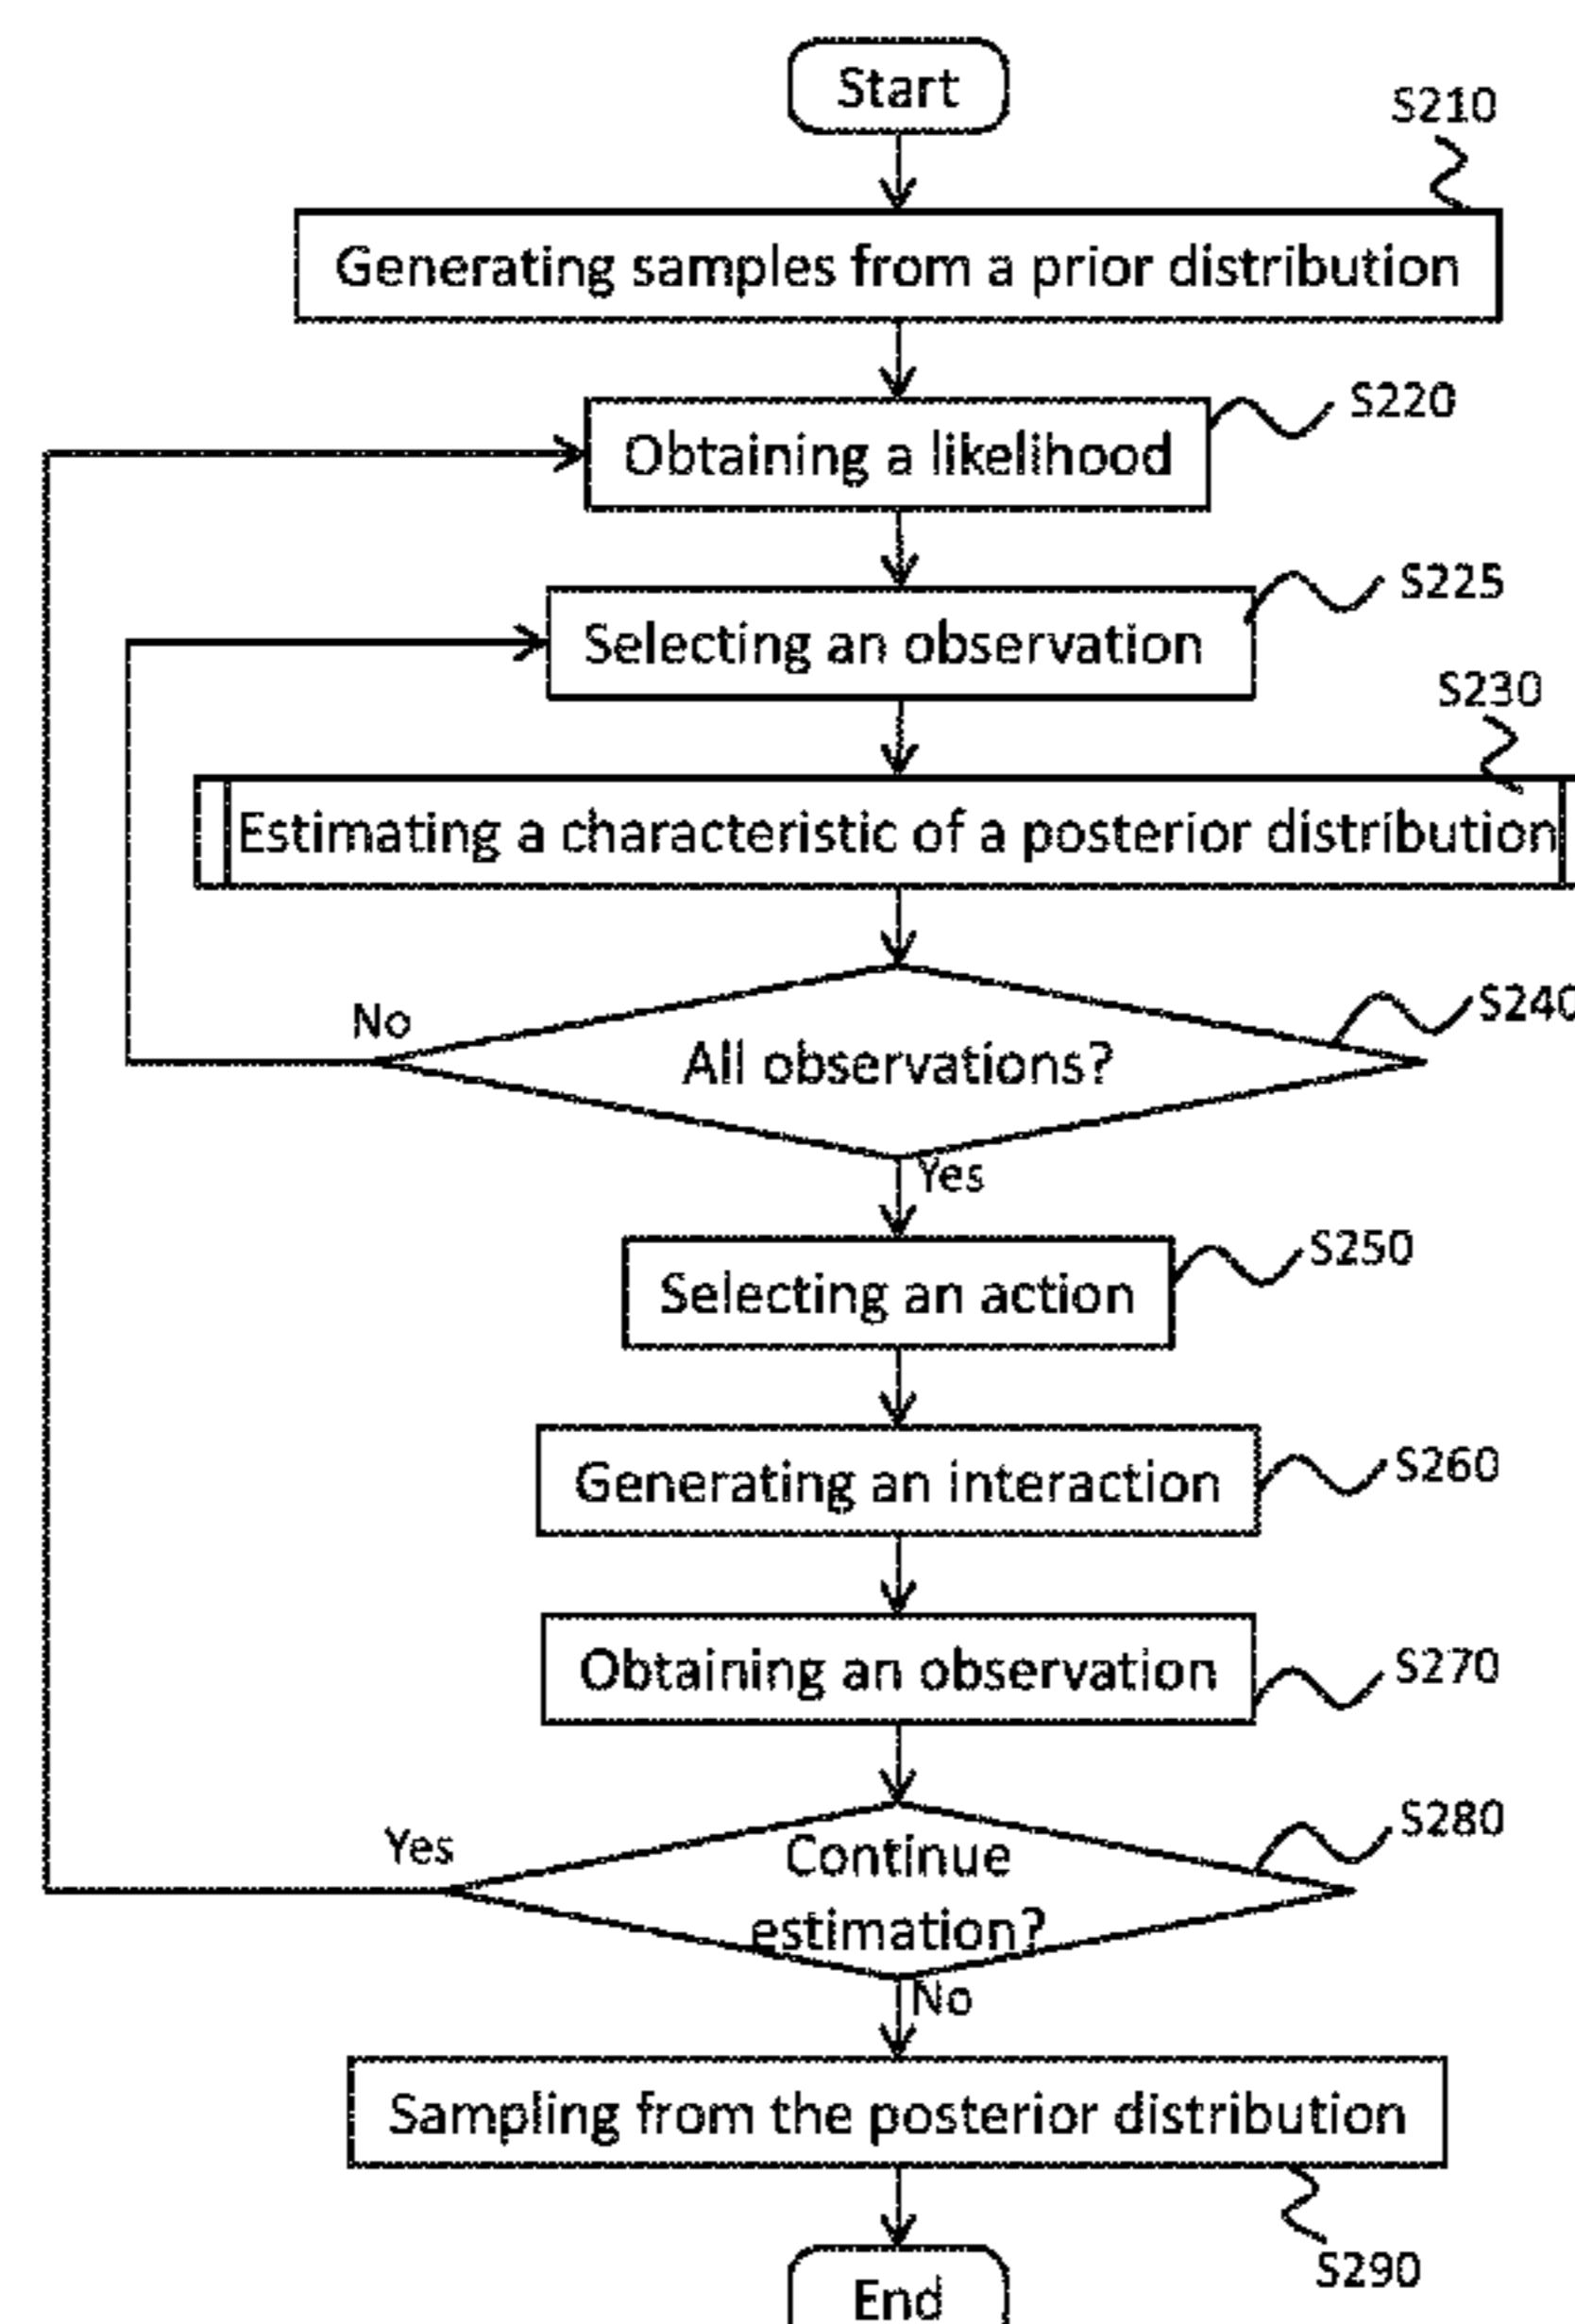 Start
S210
Generating samples from a prior distribution
S220
Obtaining a likelihood
S225
Selecting an observation
S230
Estimating a characteristic of a posterior distribution
S240
No
All observations?
Yes
S250
Selecting an action
S260
Generating an interaction
S270
Obtaining an observation
S280
Yes
Continue
estimation?
No
Sampling from the posterior distribution
S290
End